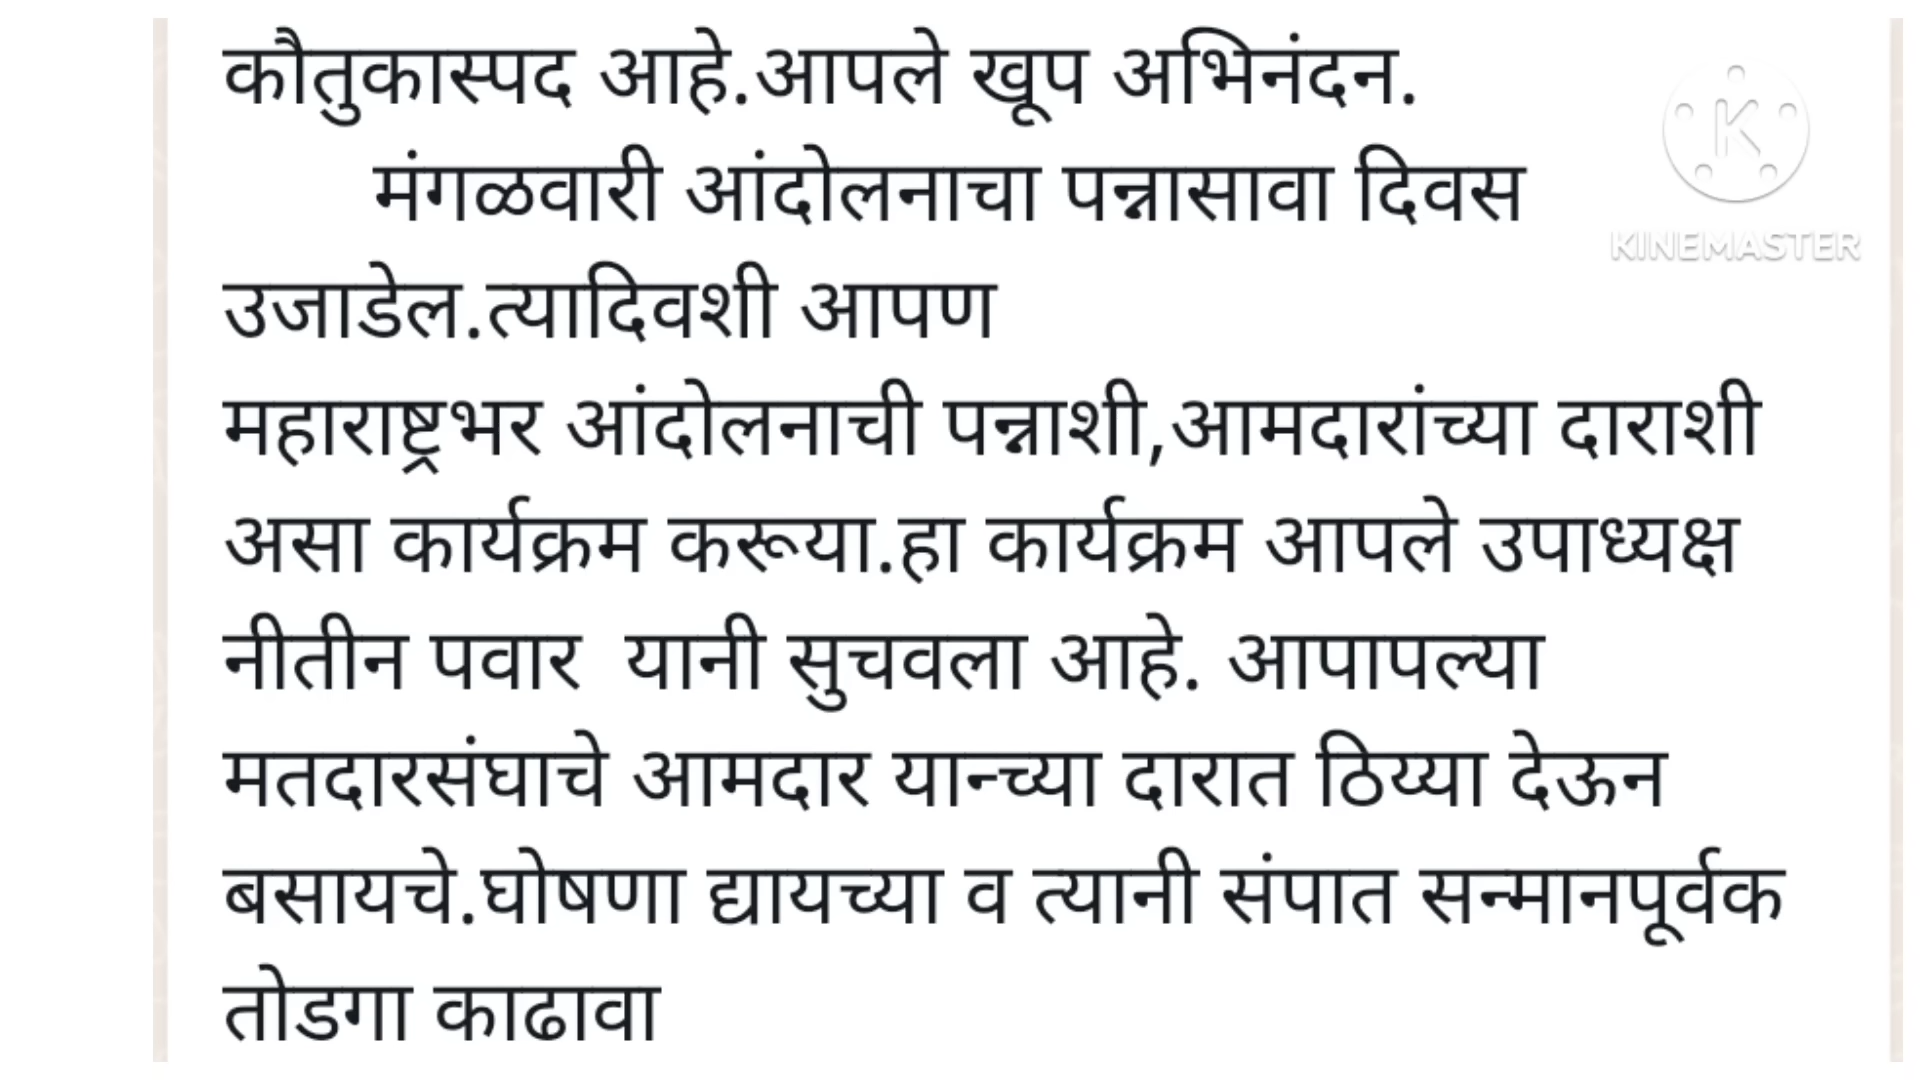 कौतुकास्पद आहे.आपले खूप अभिनंदन.
मंगळवारी आंदोलनाचा पन्नासावा दिवस
उजाडेल.त्यादिवशी आपण
महाराष्ट्रभर आंदोलनाची पन्नाशी,आमदारांच्या दाराशी
असा कार्यक्रम करूया.हा कार्यक्रम आपले उपाध्यक्ष
नीतीन पवार  यानी सुचवला आहे. आपापल्या
मतदारसंघाचे आमदार यान्च्या दारात ठिय्या देऊन
बसायचे.घोषणा द्यायच्या व त्यानी संपात सन्मानपूर्वक
तोडगा काढावा
K
KINEMASTER